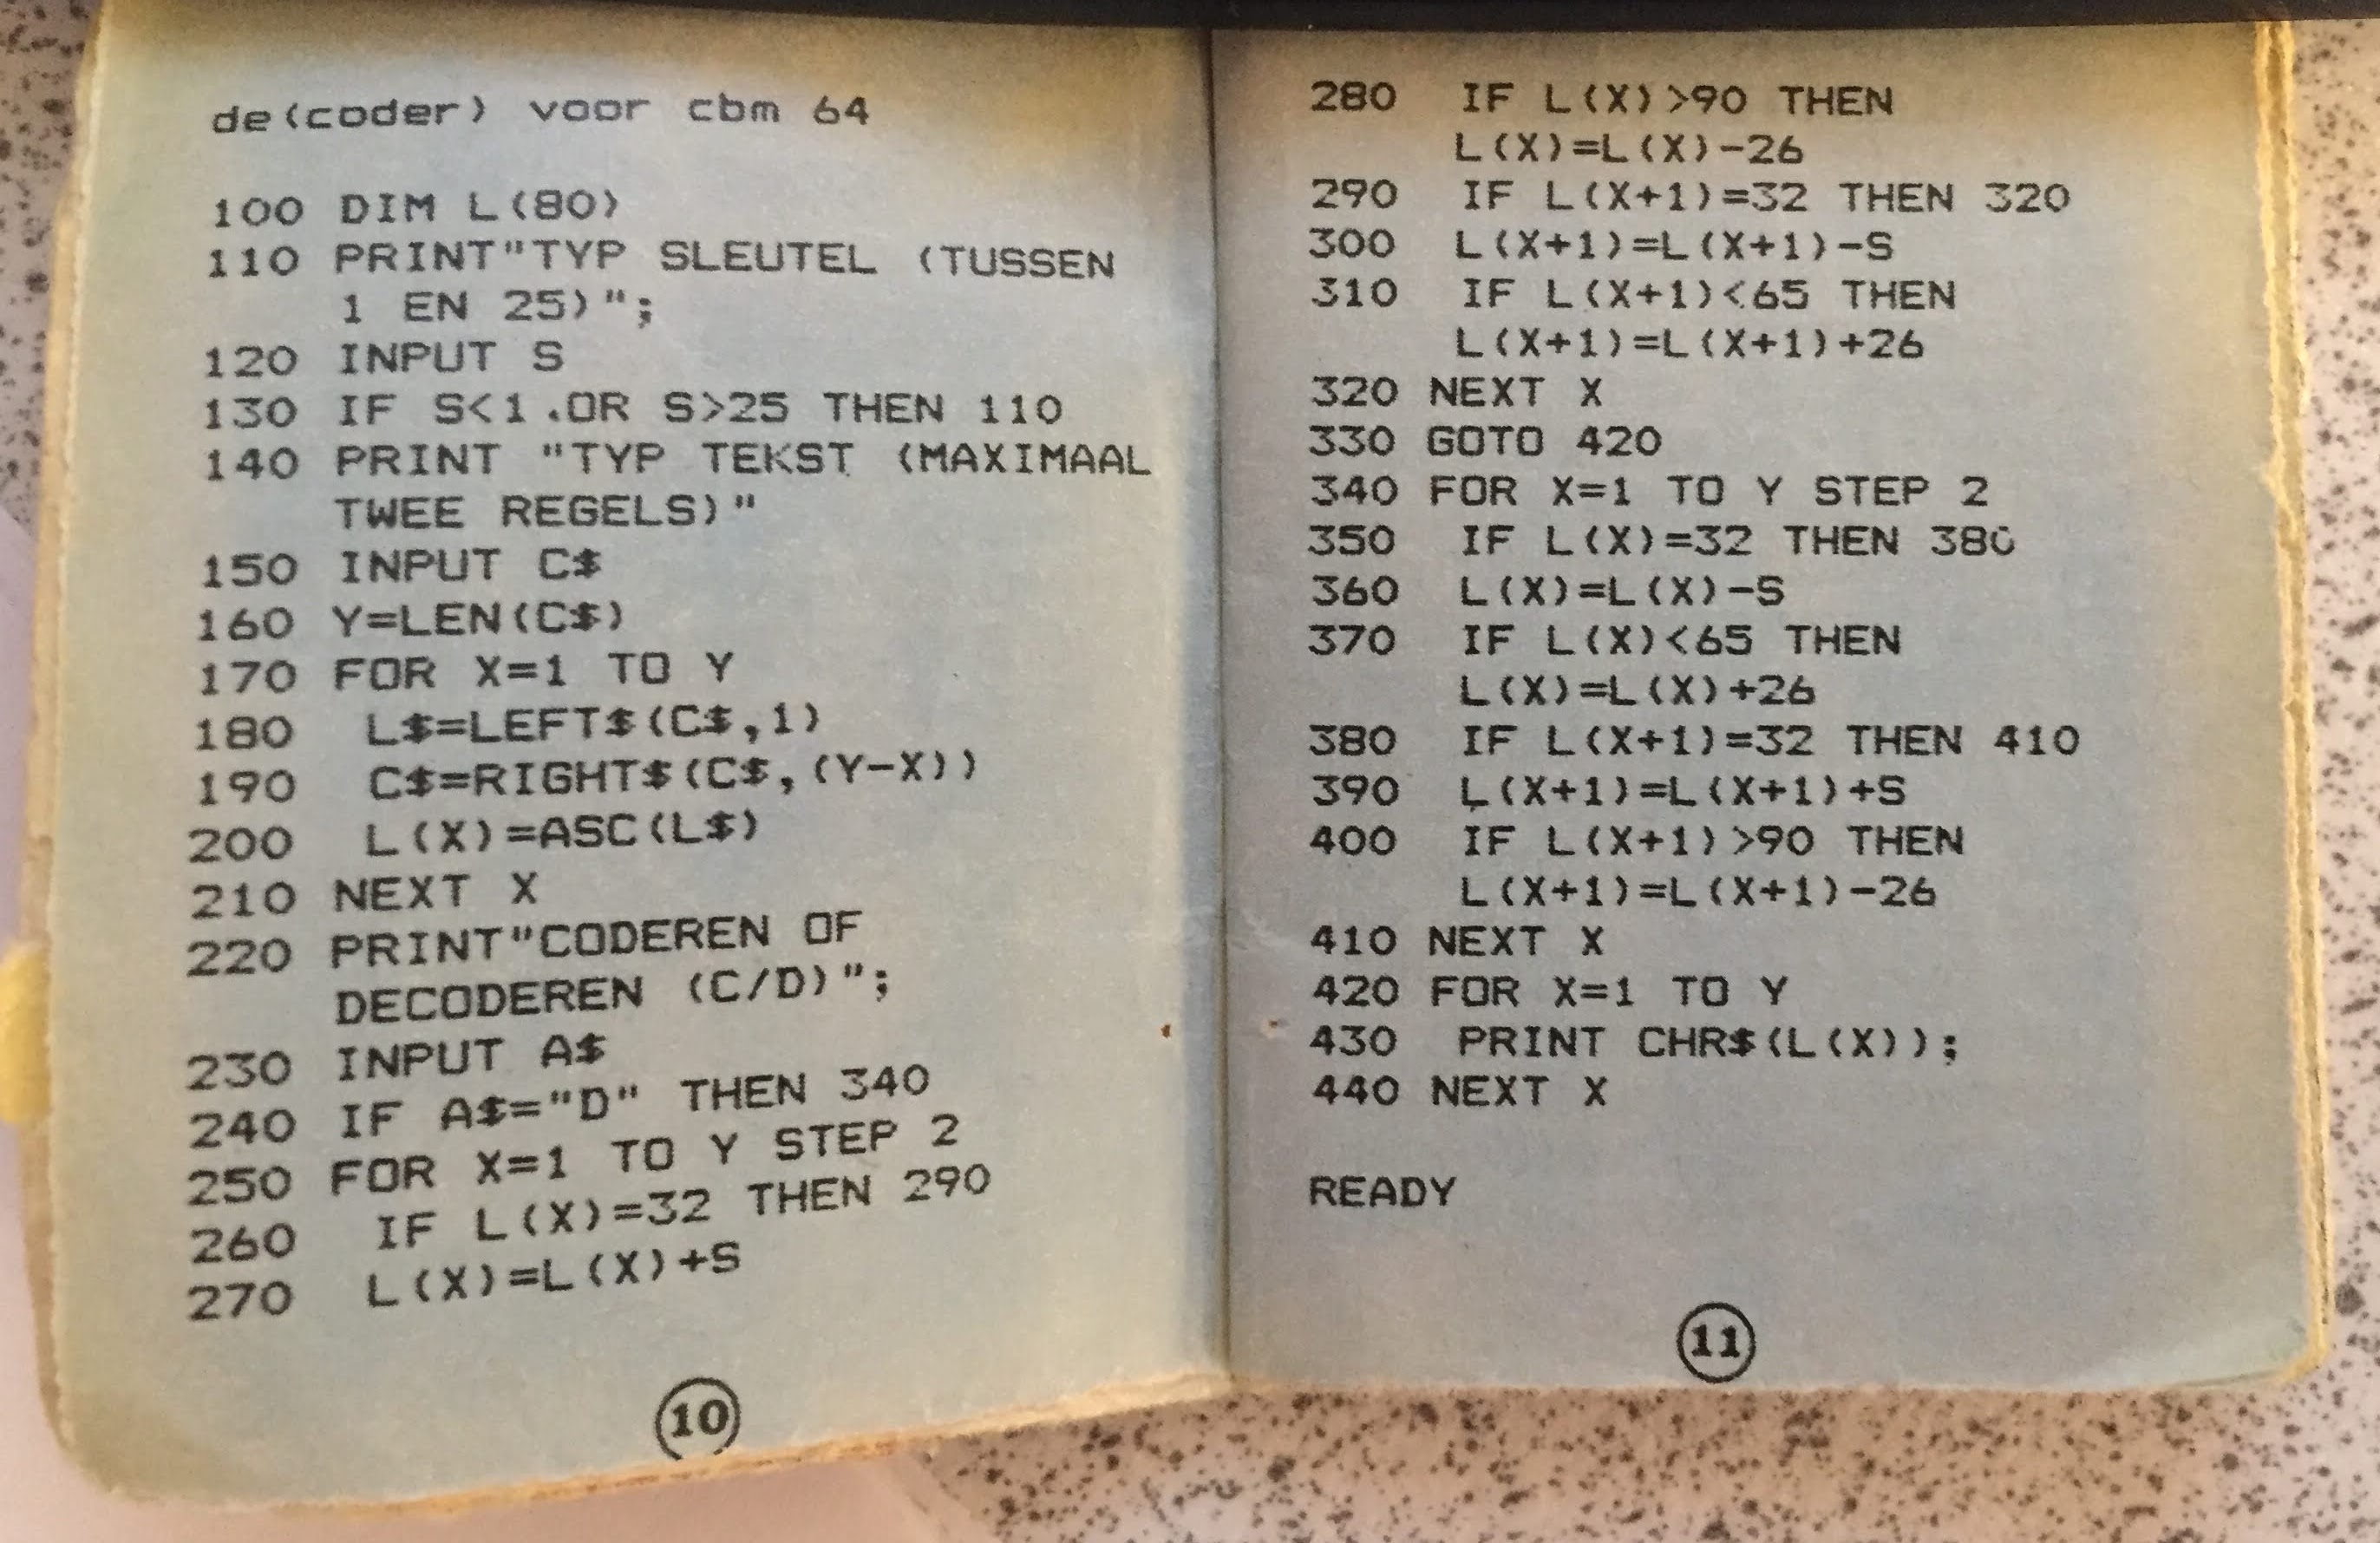 de(coder) voor cbm 64
100 DIM L(80)
110 PRINT"TYP SLEUTEL (TUSSEN
1 EN 25)";
120 INPUT S
130 IF S<1.OR S>25 THEN 110
140 PRINT "TYP TEKST (MAXIMAAL
TWEE REGELS)"
150 INPUT C$
160 Y=LEN(C$)
170 FOR X=1 TO Y
180 L$=LEFT$(C$,1)
190 C$=RIGHT$(C$,(Y-X))
200 L(X)=ASC(L$)
210 NEXT X
220 PRINT"CODEREN OF
DECODEREN (C/D)";
230 INPUT A$
240 IF A$="D" THEN 340
250 FOR X=1 TO Y STEP 2
260 IF L(X)=32 THEN 290
270 L(X)=L(X)+S
10
280 IF L(X)>90 THEN
L(X)=L(X)-26
290 IF L(X+1)=32 THEN 320
300 L(X+1)=L(X+1)-S
310 IF L(X+1)<65 THEN
L(X+1)=L(X+1)+26
320 NEXT X
330 GOTO 420
340 FOR X=1 TO Y STEP 2
350 IF L(X)=32 THEN 380
360 L(X)=L(X)-S
370 IF L(X)<65 THEN
L(X)=L(X)+26
380 IF L(X+1)=32 THEN 410
390 L(X+1)=L(X+1)+S
400 IF L(X+1)>90 THEN
L(X+1)=L(X+1)-26
410 NEXT X
420 FOR X=1 TO Y
430 PRINT CHR$(L(X));
440 NEXT X
READY
11